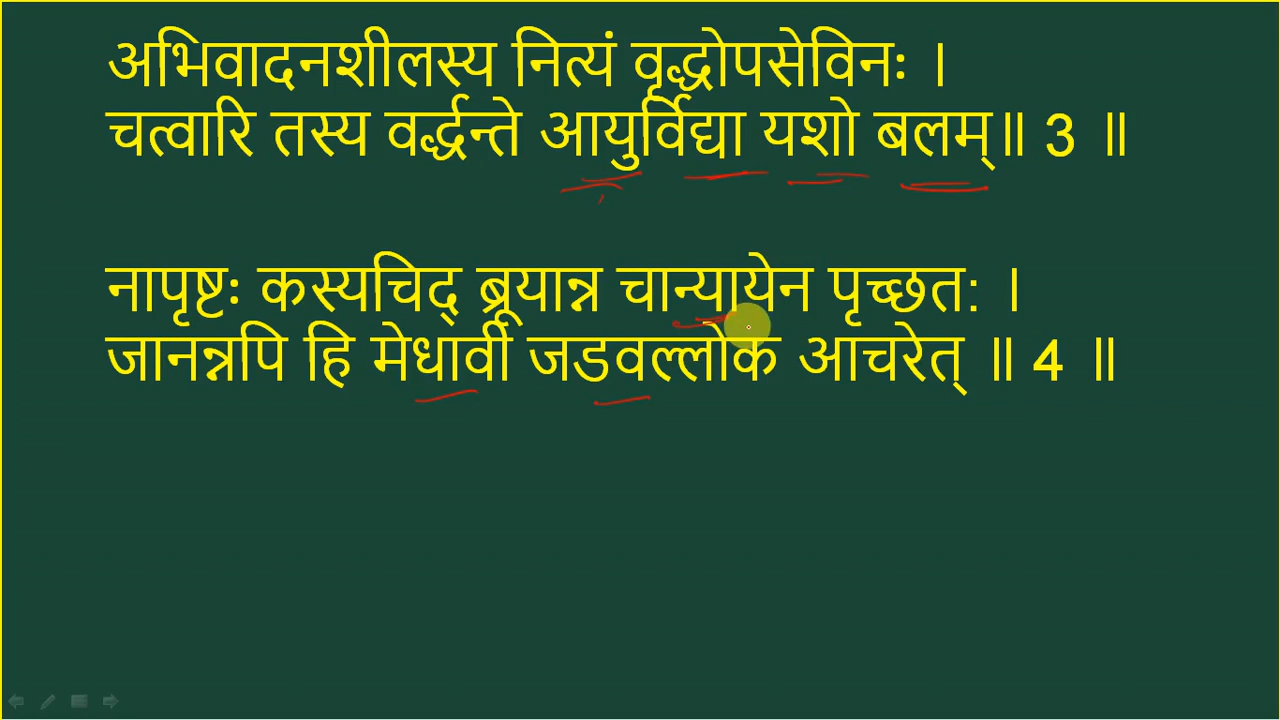 अभिवादनशीलस्य नित्यं वृद्धोपसेविनः ।
चत्वारि तस्य वर्द्धन्ते आयुर्विद्या यशो बलम्॥ 3 ॥
नापृष्टः कस्यचिद् ब्रूयान्न चान्यायेन पृच्छत: ।
जानन्नपि हि मेधावी जडवल्लोक आचरेत् ॥ 4 ॥